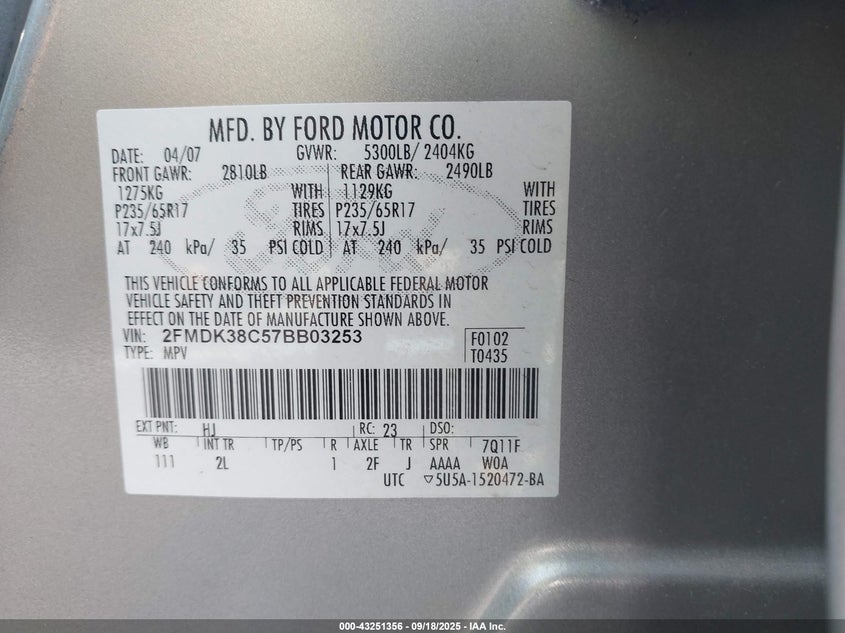 MFD. BY FORD MOTOR CO.
DATE: 04/07 GVWR: 5300LB/ 2404KG
FRONT GAWR: 2810LB REAR GAWR: 2490LB
1275KG WITH 1129KG WITH
P235/65R17 TIRES P235/65R17 TIRES
17x7.5J RIMS 17x7.5J RIMS
AT 240 kPa/ 35 PSI COLD AT 240 kPa/ 35 PSI COLD
THIS VEHICLE CONFORMS TO ALL APPLICABLE FEDERAL MOTOR
VEHICLE SAFETY AND THEFT PREVENTION STANDARDS IN
EFFECT ON THE DATE OF MANUFACTURE SHOWN ABOVE.
VIN: 2FMDK38C57BB03253 F0102
TYPE: MPV T0435
EXT PNT: HJ RC: 23 DSO:
WB INT TR TP/PS R AXLE TR SPR 7Q11F
111 2L 1 2F J AAAA W0A
UTC ▽5U5A-1520472-BA
000-43251356 - 09/18/2025 - IAA Inc.